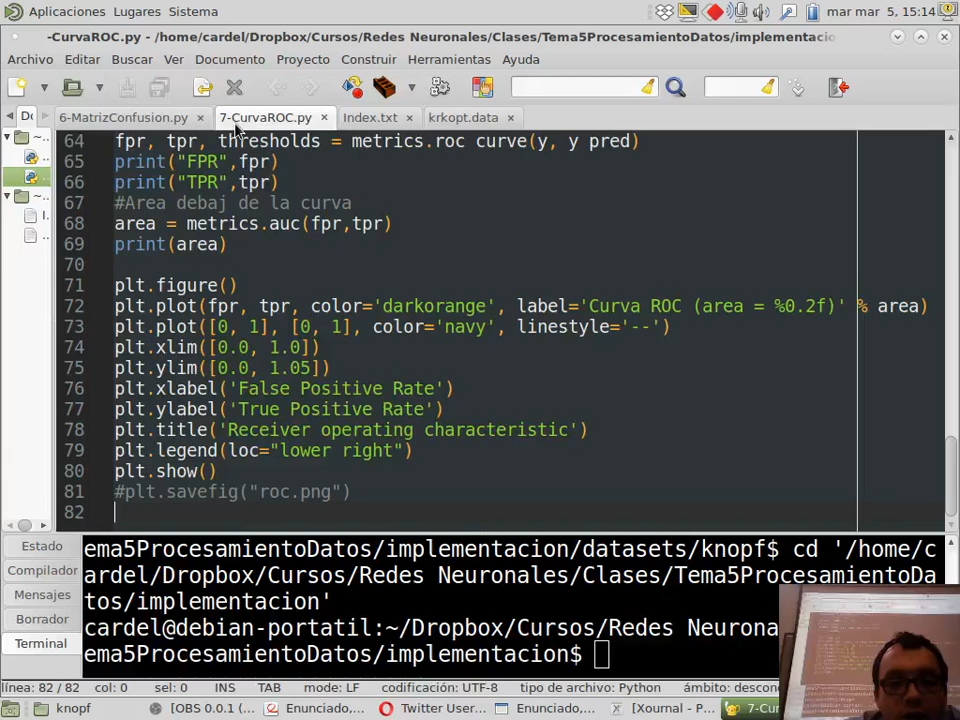 Aplicaciones Lugares Sistema mar mar 5, 15:14
-CurvaROC.py - /home/cardel/Dropbox/Cursos/Redes Neuronales/Clases/Tema5ProcesamientoDatos/implementacio
Archivo Editar Buscar Ver Documento Proyecto Construir Herramientas Ayuda
Do 6-MatrizConfusion.py 7-CurvaROC.py Index.txt krkopt.data
64 fpr, tpr, thresholds = metrics.roc curve(y, y pred)
65 print("FPR",fpr)
66 print("TPR",tpr)
67 #Area debaj de la curva
68 area = metrics.auc(fpr,tpr)
69 print(area)
70
71 plt.figure()
72 plt.plot(fpr, tpr, color='darkorange', label='Curva ROC (area = %0.2f)' % area)
73 plt.plot([0, 1], [0, 1], color='navy', linestyle='--')
74 plt.xlim([0.0, 1.0])
75 plt.ylim([0.0, 1.05])
76 plt.xlabel('False Positive Rate')
77 plt.ylabel('True Positive Rate')
78 plt.title('Receiver operating characteristic')
79 plt.legend(loc="lower right")
80 plt.show()
81 #plt.savefig("roc.png")
82
Estado
Compilador
Mensajes
Borrador
Terminal
ema5ProcesamientoDatos/implementacion/datasets/knopf$ cd '/home/c
ardel/Dropbox/Cursos/Redes Neuronales/Clases/Tema5ProcesamientoDa
tos/implementacion'
cardel@debian-portatil:~/Dropbox/Cursos/Redes Neurona
ema5ProcesamientoDatos/implementacion$
línea: 82 / 82 col: 0 sel: 0 INS TAB modo: LF codificación: UTF-8 tipo de archivo: Python ámbito: descono
knopf [OBS 0.0.1 (... Enunciado,... Twitter User... Enunciado,... [Xournal - P... 7-Cu